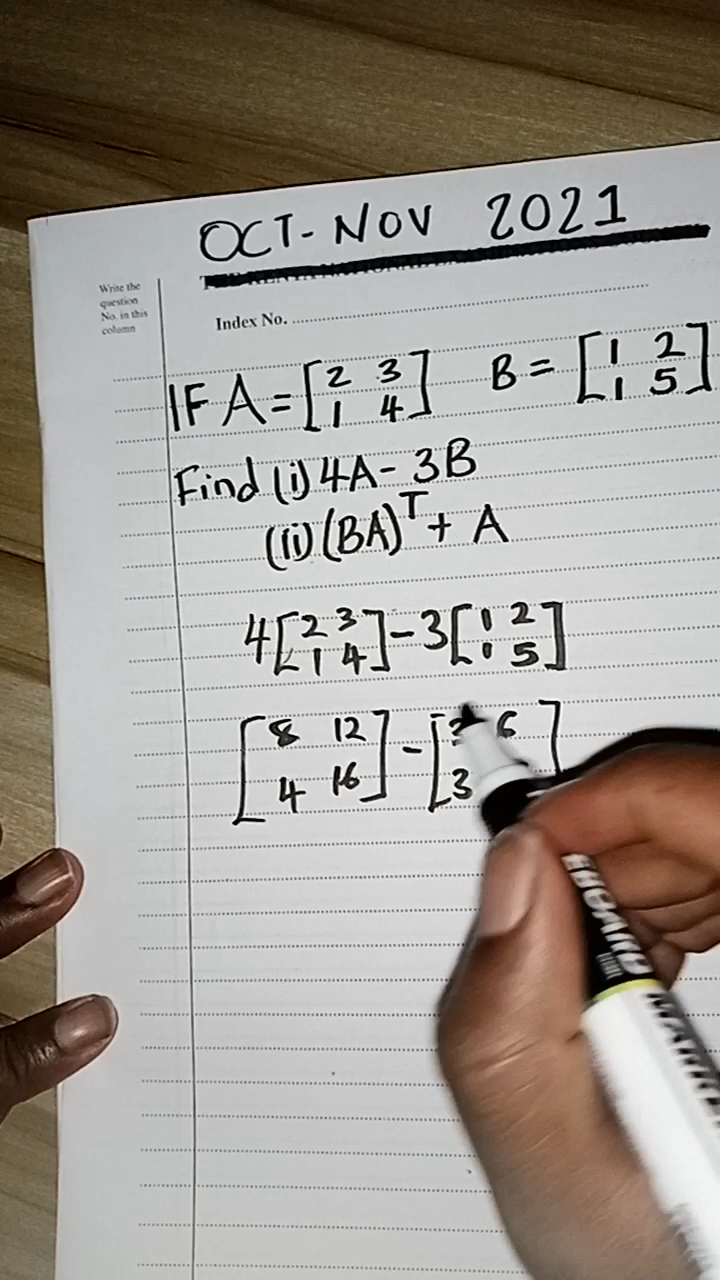 OCT-NOV 2021
Write the
question
No. in this
column
Index No.
IF A = [2 3
1 4] B = [1 2
1 5]
Find (i) 4A - 3B
(ii) (BA)ᵀ + A
4[2 3
1 4] - 3[1 2
1 5]
[8 12
4 16] - [3 6
3 ]